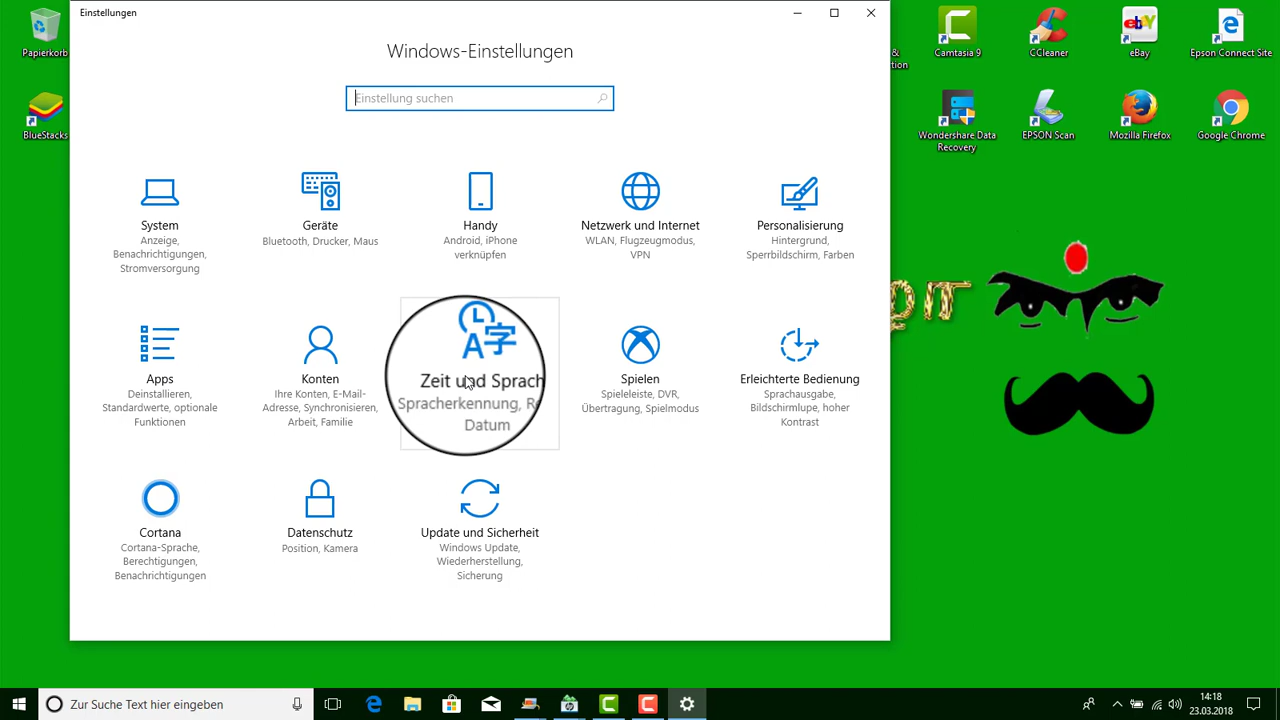 Einstellungen
Windows-Einstellungen
Einstellung suchen
System
Anzeige,
Benachrichtigungen,
Stromversorgung
Geräte
Bluetooth, Drucker, Maus
Handy
Android, iPhone
verknüpfen
Netzwerk und Internet
WLAN, Flugzeugmodus,
VPN
Personalisierung
Hintergrund,
Sperrbildschirm, Farben
Apps
Deinstallieren,
Standardwerte, optionale
Funktionen
Konten
Ihre Konten, E-Mail-
Adresse, Synchronisieren,
Arbeit, Familie
A字
Zeit und Sprach
Spracherkennung,
Datum
Spielen
Spieleleiste, DVR,
Übertragung, Spielmodus
Erleichterte Bedienung
Sprachausgabe,
Bildschirmlupe, hoher
Kontrast
Cortana
Cortana-Sprache,
Berechtigungen,
Benachrichtigungen
Datenschutz
Position, Kamera
Update und Sicherheit
Windows Update,
Wiederherstellung,
Sicherung
Papierkorb
BlueStacks
&
Camtasia 9
CCleaner
eBay
Epson Connect Site
Wondershare Data
Recovery
EPSON Scan
Mozilla Firefox
Google Chrome
Zur Suche Text hier eingeben
14:18
23.03.2018